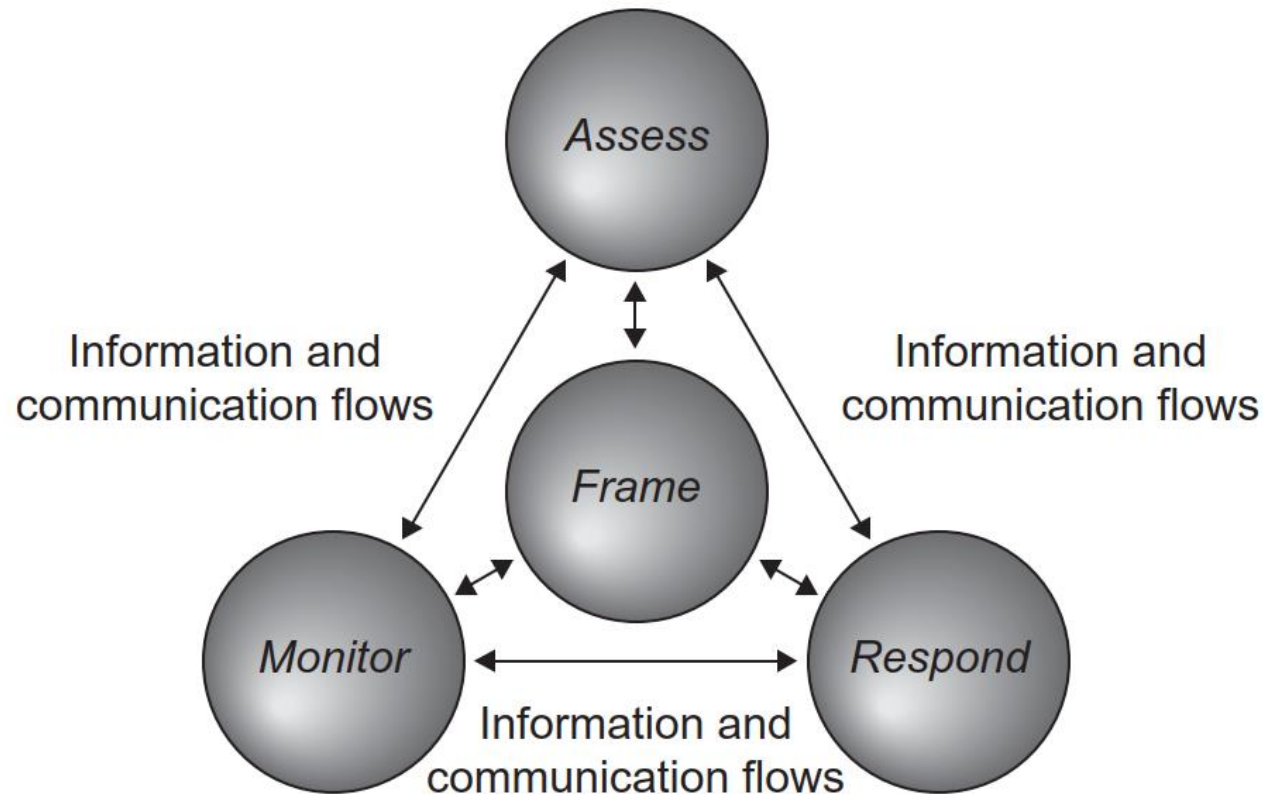 Assess
Information and
communication flows
Information and
communication flows
Frame
Monitor
Respond
Information and
communication flows